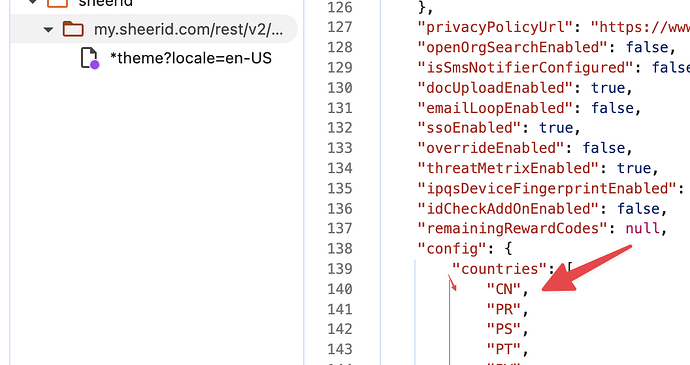 sheerid
my.sheerid.com/rest/v2/...
*theme?locale=en-US
126 },
127 "privacyPolicyUrl": "https://ww
128 "openOrgSearchEnabled": false,
129 "isSmsNotifierConfigured": fals
130 "docUploadEnabled": true,
131 "emailLoopEnabled": false,
132 "ssoEnabled": true,
133 "overrideEnabled": false,
134 "threatMetrixEnabled": true,
135 "ipqsDeviceFingerprintEnabled":
136 "idCheckAddOnEnabled": false,
137 "remainingRewardCodes": null,
138 "config": {
139 "countries": [
140 "CN",
141 "PR",
142 "PS",
143 "PT",